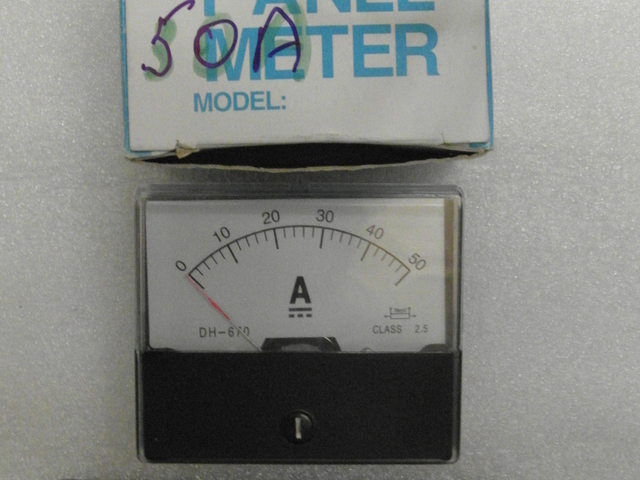 PANEL
50A
METER
MODEL:
0 10 20 30 40 50
A
DH-670
CLASS 2.5